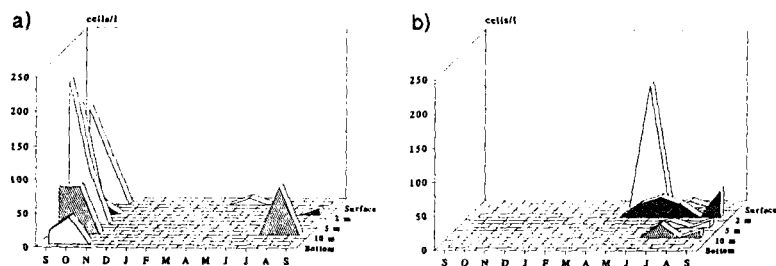 a)
cells/l
250
200
150
100
50
0
Surface
2 m
5 m
10 m
Bottom
S O N D J F M A M J J A S
b)
cells/l
250
200
150
100
50
0
Surface
2 m
5 m
10 m
Bottom
S O N D J F M A M J J A S